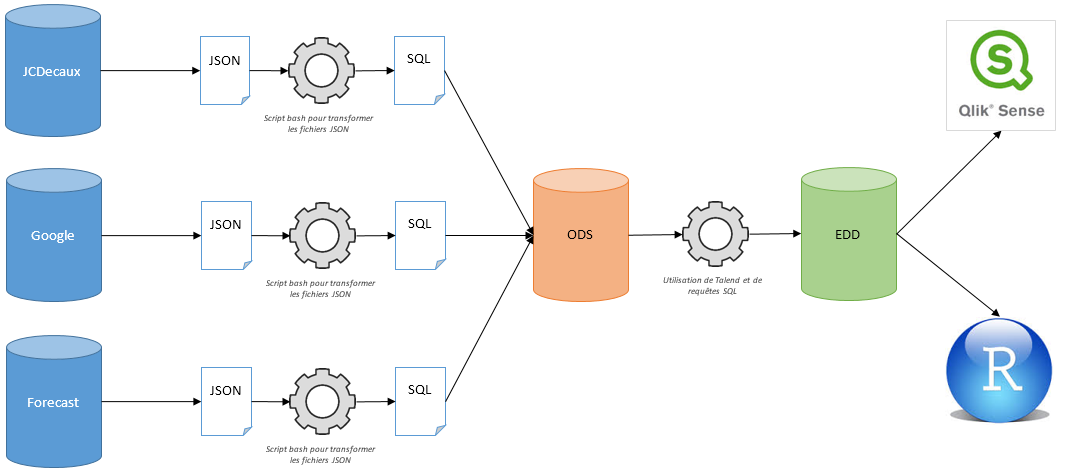 JCDecaux
JSON
SQL
Script bash pour transformer
les fichiers JSON
Google
JSON
SQL
Script bash pour transformer
les fichiers JSON
Forecast
JSON
SQL
Script bash pour transformer
les fichiers JSON
ODS
Utilisation de Talend et de
requêtes SQL
EDD
S
Qlik® Sense
R